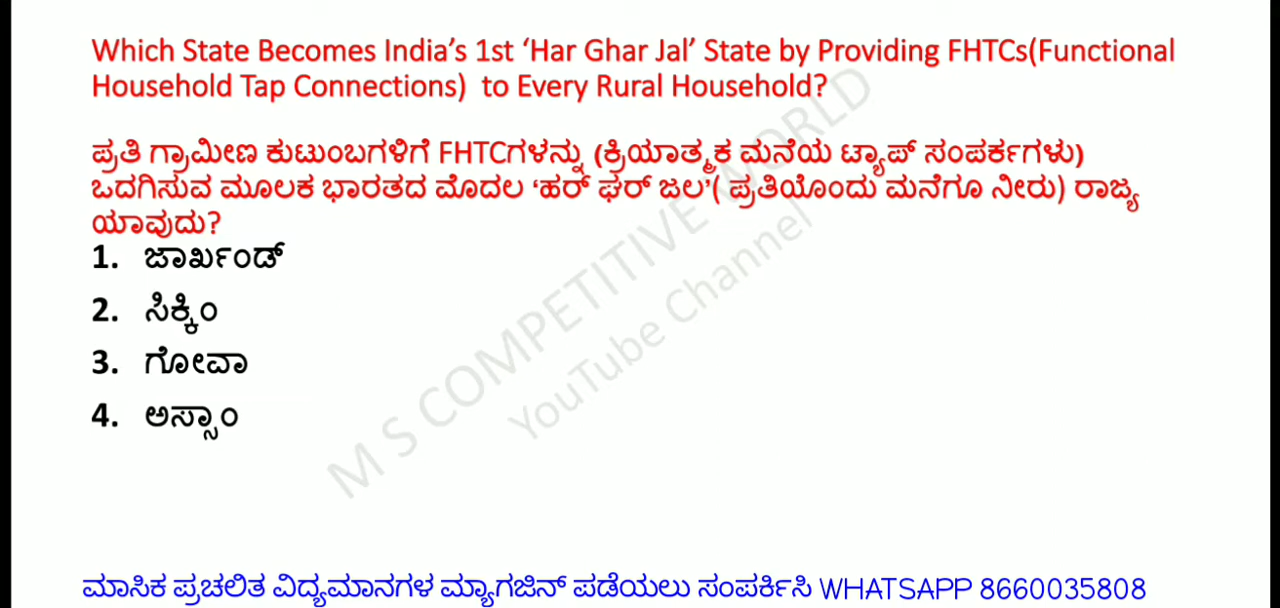 Which State Becomes India’s 1st ‘Har Ghar Jal’ State by Providing FHTCs(Functional
Household Tap Connections) to Every Rural Household?
ಪ್ರತಿ ಗ್ರಾಮೀಣ ಕುಟುಂಬಗಳಿಗೆ FHTCಗಳನ್ನು (ಕ್ರಿಯಾತ್ಮಕ ಮನೆಯ ಟ್ಯಾಪ್ ಸಂಪರ್ಕಗಳು)
ಒದಗಿಸುವ ಮೂಲಕ ಭಾರತದ ಮೊದಲ ‘ಹರ್ ಘರ್ ಜಲ’( ಪ್ರತಿಯೊಂದು ಮನೆಗೂ ನೀರು) ರಾಜ್ಯ
ಯಾವುದು?
1. ಜಾರ್ಖಂಡ್
2. ಸಿಕ್ಕಿಂ
3. ಗೋವಾ
4. ಅಸ್ಸಾಂ
M S COMPETITIVE WORLD
YouTube Channel
ಮಾಸಿಕ ಪ್ರಚಲಿತ ವಿದ್ಯಮಾನಗಳ ಮ್ಯಾಗಜಿನ್ ಪಡೆಯಲು ಸಂಪರ್ಕಿಸಿ WHATSAPP 8660035808